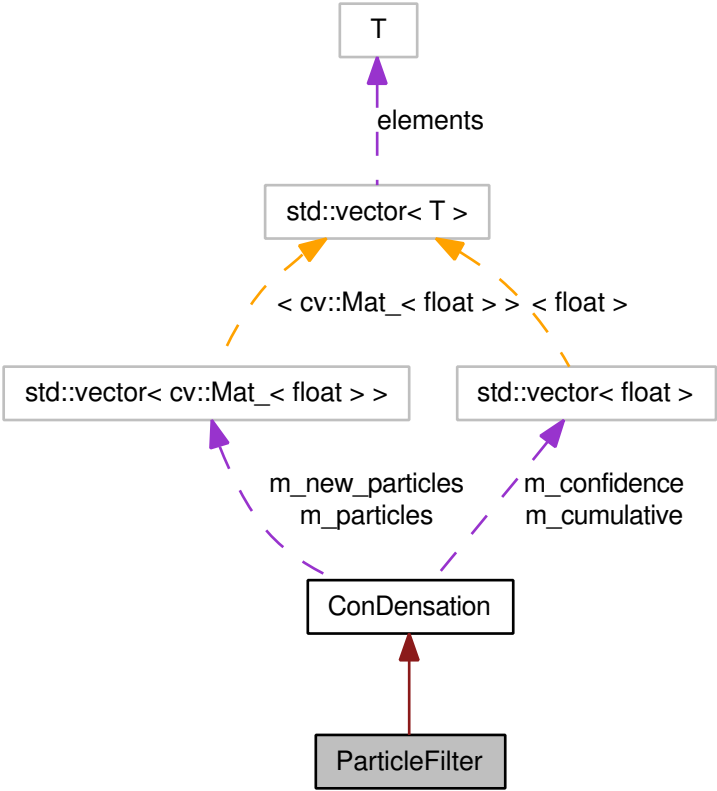 T
elements
std::vector< T >
< cv::Mat_< float > >
< float >
std::vector< cv::Mat_< float > >
std::vector< float >
m_new_particles
m_particles
m_confidence
m_cumulative
ConDensation
ParticleFilter